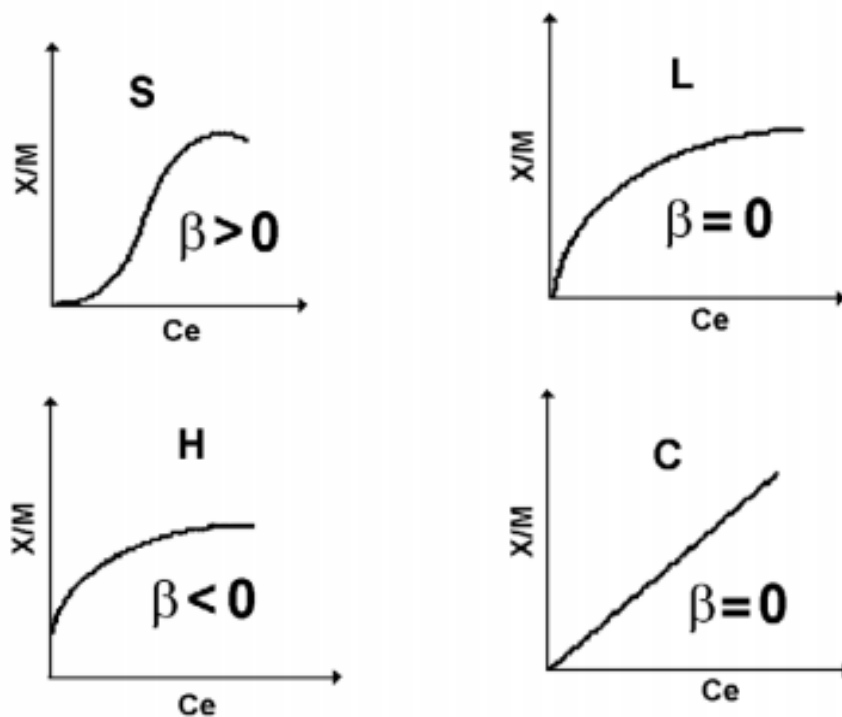 S
X/M
β > 0
Ce
L
X/M
β = 0
Ce
H
X/M
β < 0
Ce
C
X/M
β = 0
Ce